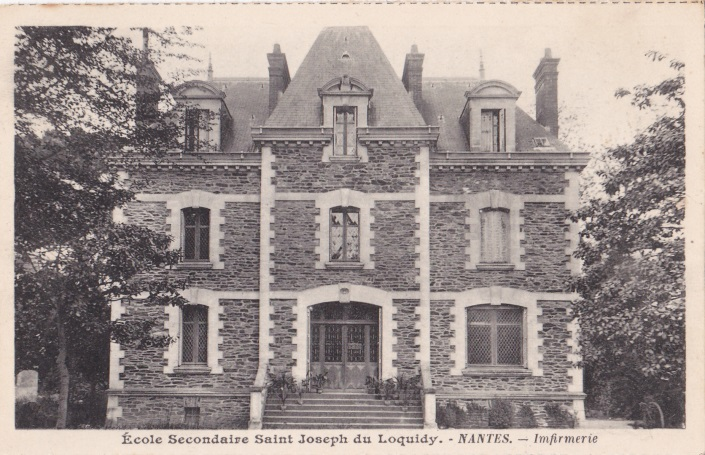 École Secondaire Saint Joseph du Loquidy. - NANTES. — Imfirmerie